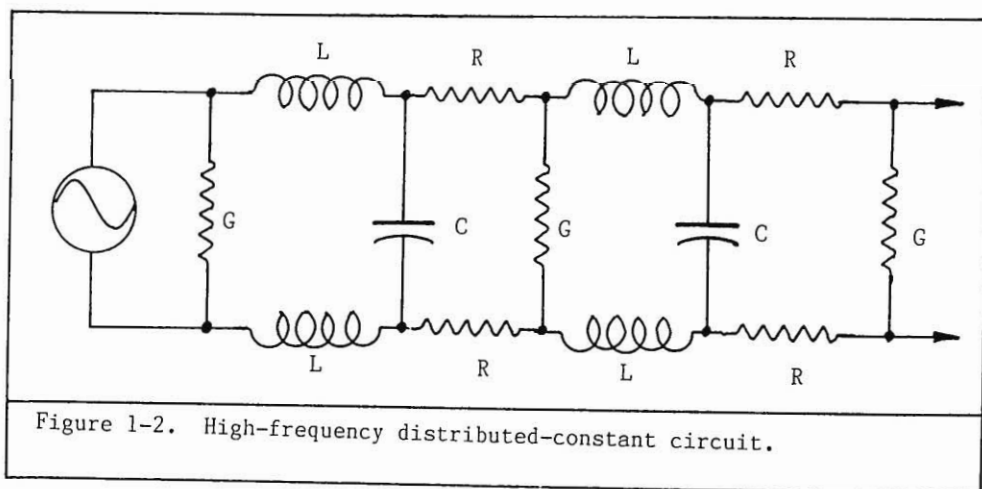 L R L R
G C G C G
L R L R
Figure 1-2. High-frequency distributed-constant circuit.